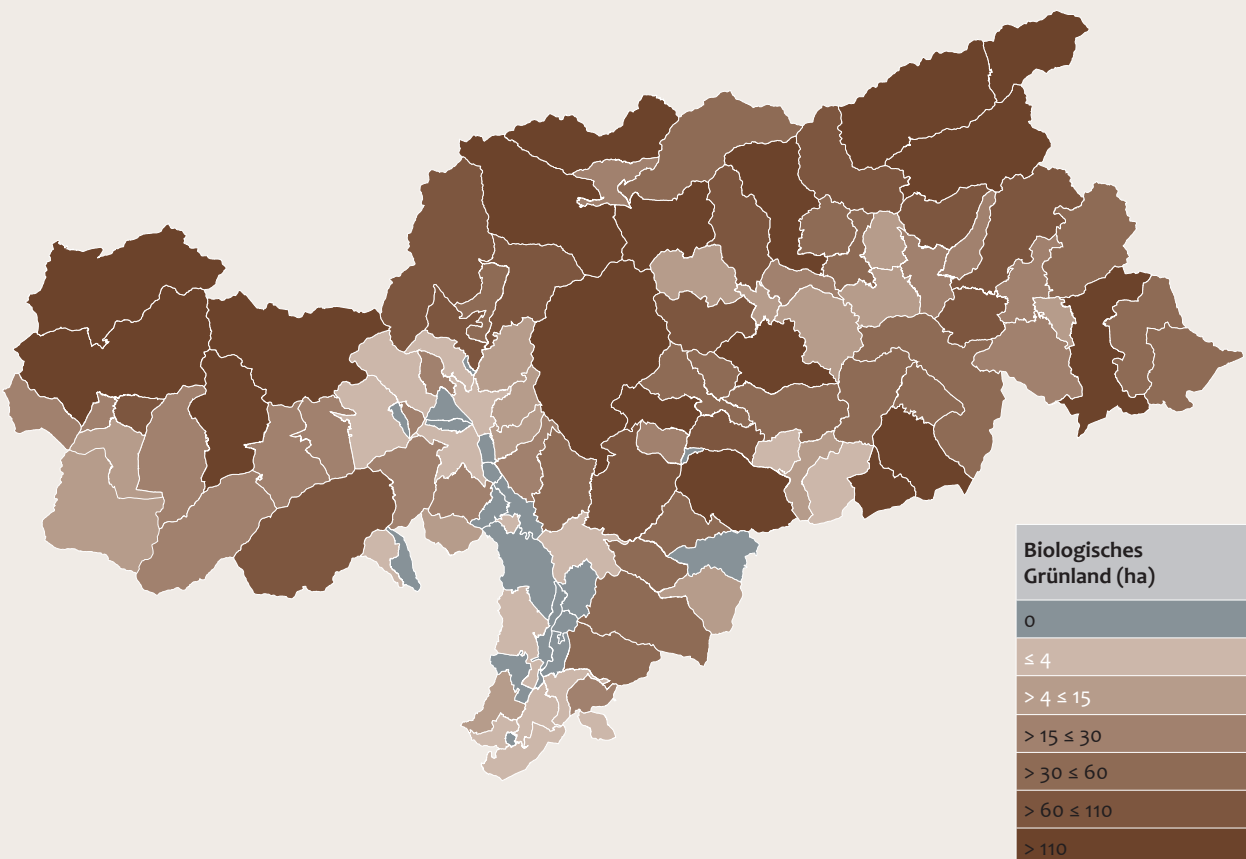 Biologisches
Grünland (ha)
0
≤ 4
> 4 ≤ 15
> 15 ≤ 30
> 30 ≤ 60
> 60 ≤ 110
> 110